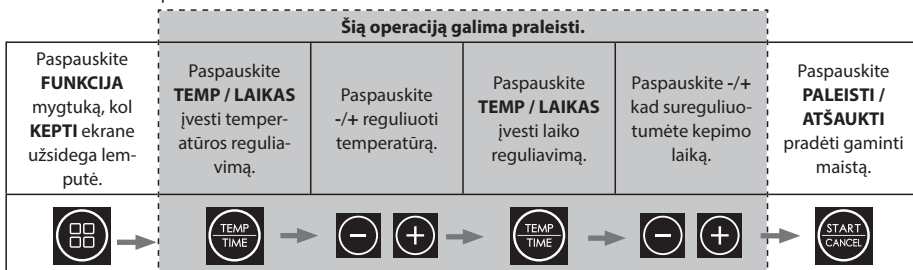 Šią operaciją galima praleisti.
Paspauskite
FUNKCIJA
mygtuką, kol
KEPTI ekrane
užsidega lem-
putė.
Paspauskite
TEMP / LAIKAS
įvesti temper-
atūros regulia-
vimą.
Paspauskite
-/+ reguliuoti
temperatūrą.
Paspauskite
TEMP / LAIKAS
įvesti laiko
reguliavimą.
Paspauskite -/+
kad sureguliuo-
tumėte kepimo
laiką.
Paspauskite
PALEISTI /
ATŠAUKTI
pradėti gaminti
maistą.
TEMP
TIME
- +
TEMP
TIME
- +
START
CANCEL